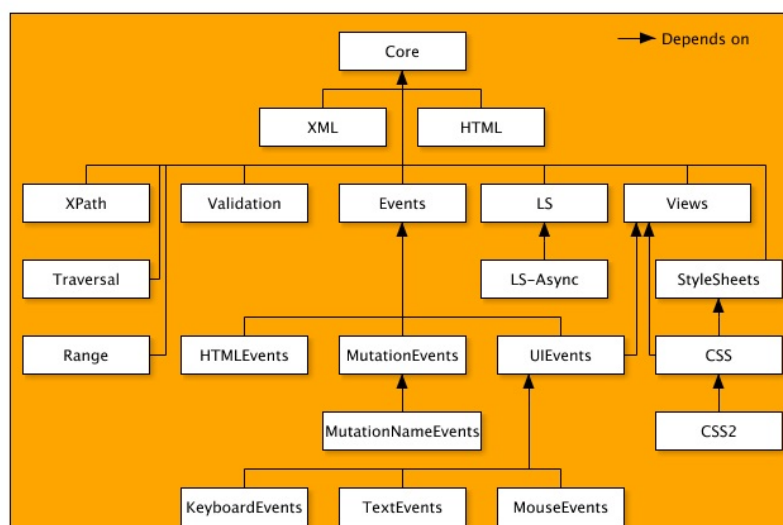 Core
Depends on
XML
HTML
XPath
Validation
Events
LS
Views
Traversal
LS-Async
StyleSheets
Range
HTMLEvents
MutationEvents
UIEvents
CSS
MutationNameEvents
CSS2
KeyboardEvents
TextEvents
MouseEvents